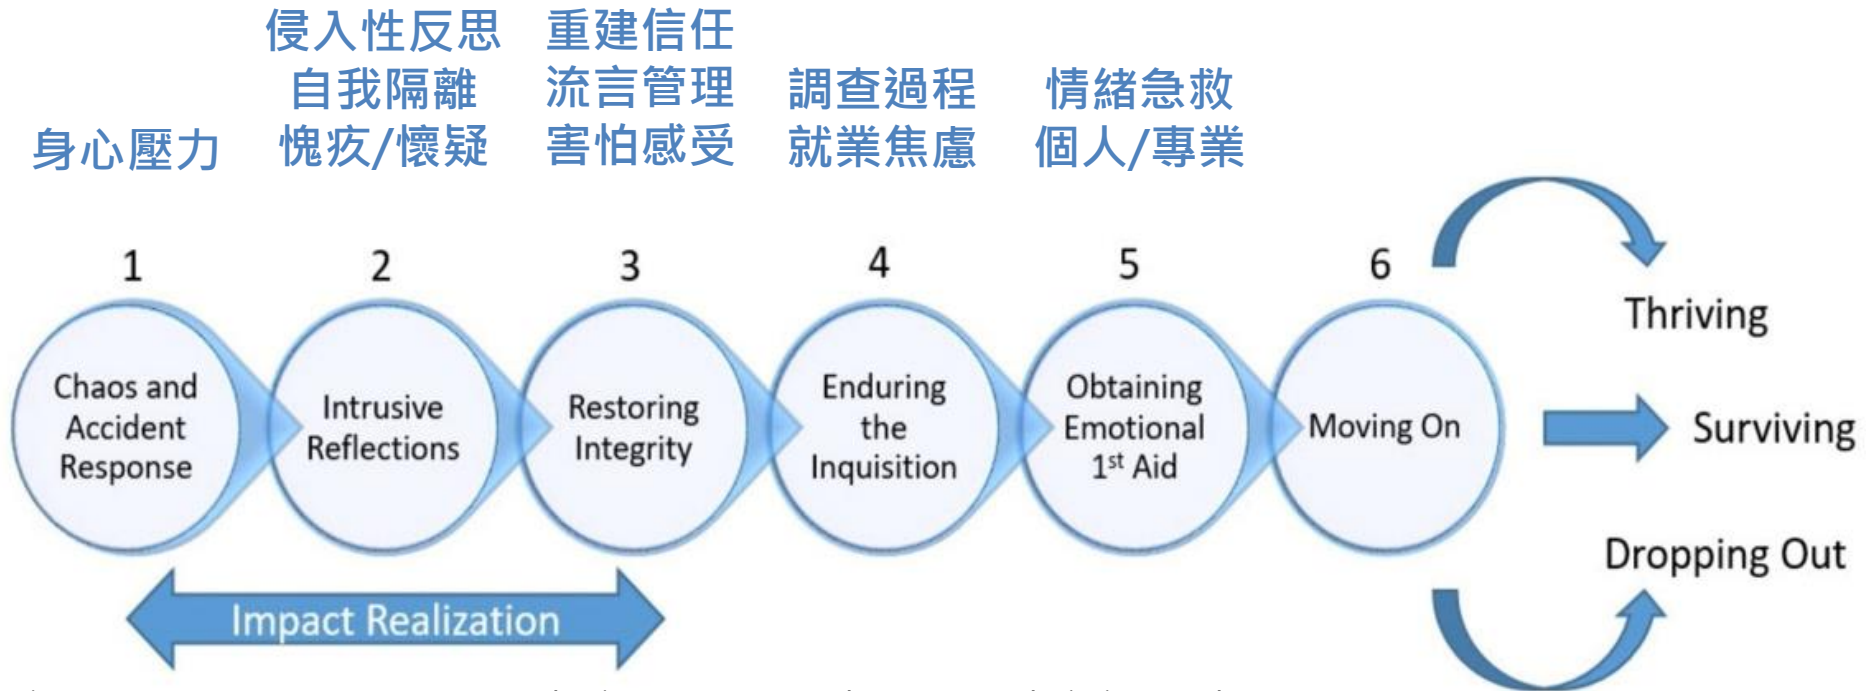 身心壓力
侵入性反思
自我隔離
愧疚/懷疑
重建信任
流言管理
害怕感受
調查過程
就業焦慮
情緒急救
個人/專業
1
2
3
4
5
6
Chaos and
Accident
Response
Intrusive
Reflections
Restoring
Integrity
Enduring
the
Inquisition
Obtaining
Emotional
1st Aid
Moving On
Thriving
Surviving
Dropping Out
Impact Realization